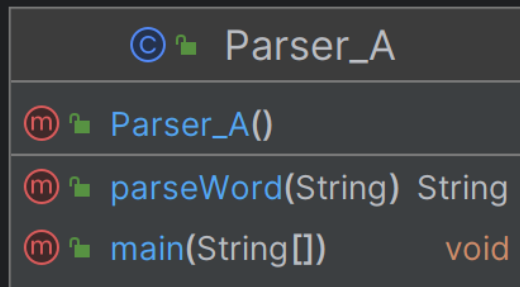 © Parser_A
m Parser_A()
m parseWord(String) String
m main(String[]) void